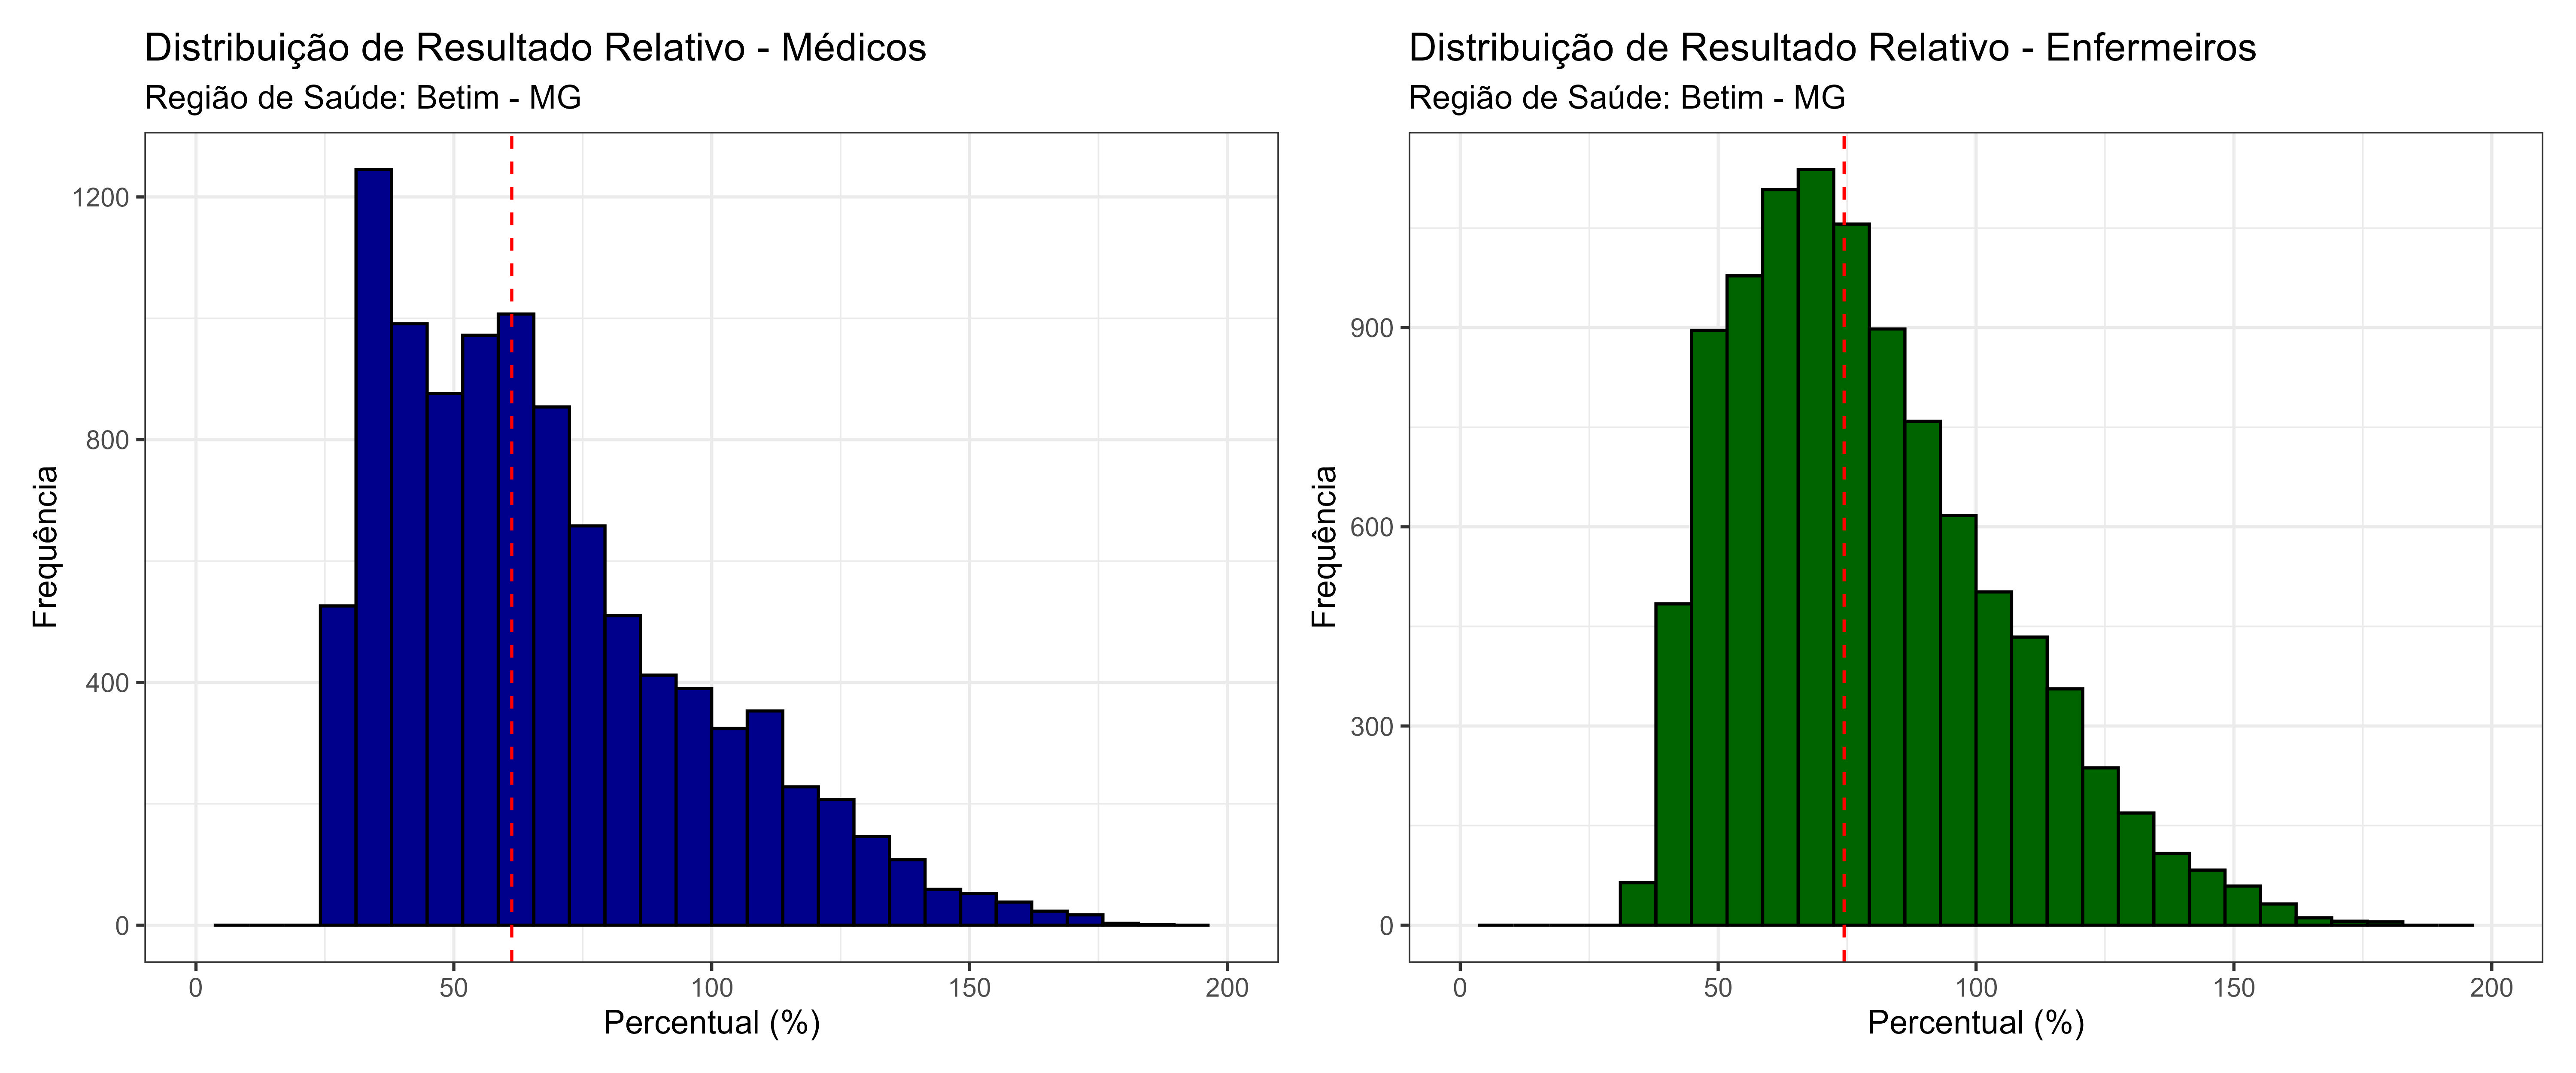 Distribuição de Resultado Relativo - Médicos
Região de Saúde: Betim - MG
Frequência
1200
800
400
0
0 50 100 150 200
Percentual (%)
Distribuição de Resultado Relativo - Enfermeiros
Região de Saúde: Betim - MG
Frequência
900
600
300
0
0 50 100 150 200
Percentual (%)